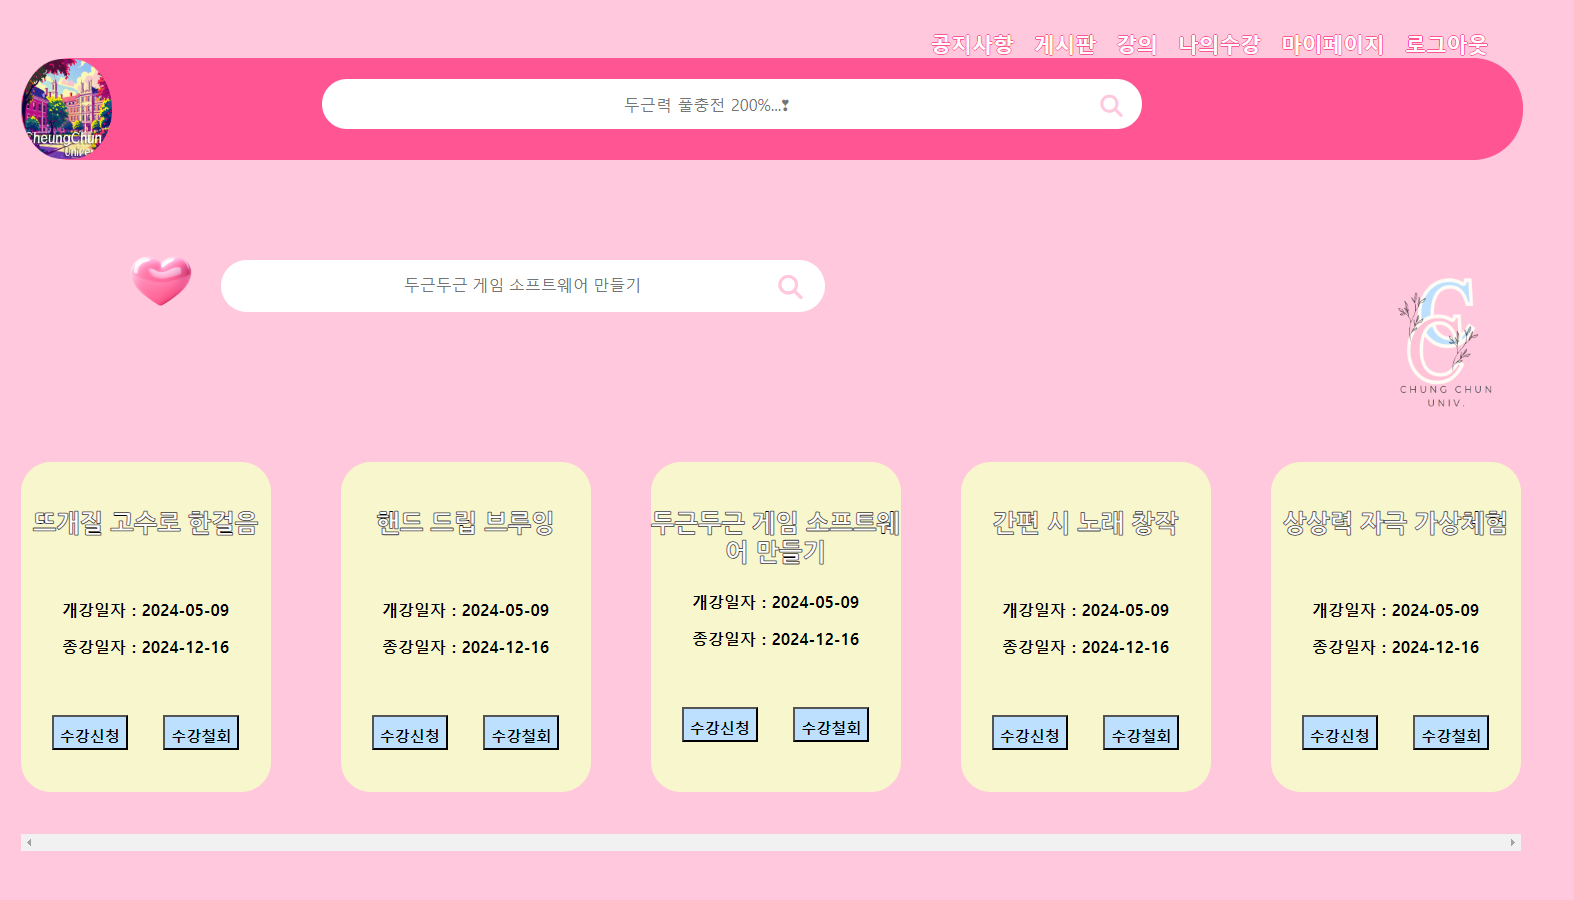 공지사항 게시판 강의 나의수강 마이페이지 로그아웃
CheungChun
Unive
두근력 풀충전 200%...❣
두근두근 게임 소프트웨어 만들기
CC
CHUNG CHUN
UNIV.
뜨개질 고수로 한걸음
개강일자 : 2024-05-09
종강일자 : 2024-12-16
수강신청 수강철회
핸드 드립 브루잉
개강일자 : 2024-05-09
종강일자 : 2024-12-16
수강신청 수강철회
두근두근 게임 소프트웨
어 만들기
개강일자 : 2024-05-09
종강일자 : 2024-12-16
수강신청 수강철회
간편 시 노래 창작
개강일자 : 2024-05-09
종강일자 : 2024-12-16
수강신청 수강철회
상상력 자극 가상체험
개강일자 : 2024-05-09
종강일자 : 2024-12-16
수강신청 수강철회